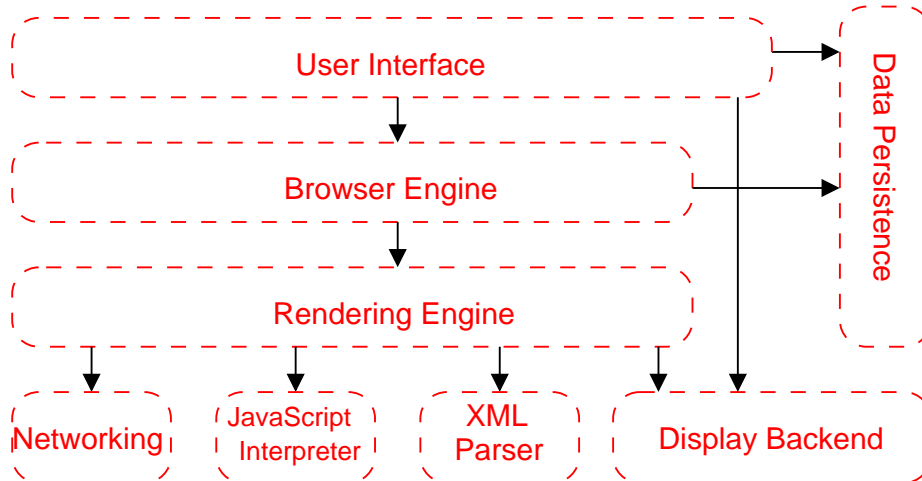 User Interface
Data Persistence
Browser Engine
Rendering Engine
Networking
JavaScript
Interpreter
XML
Parser
Display Backend